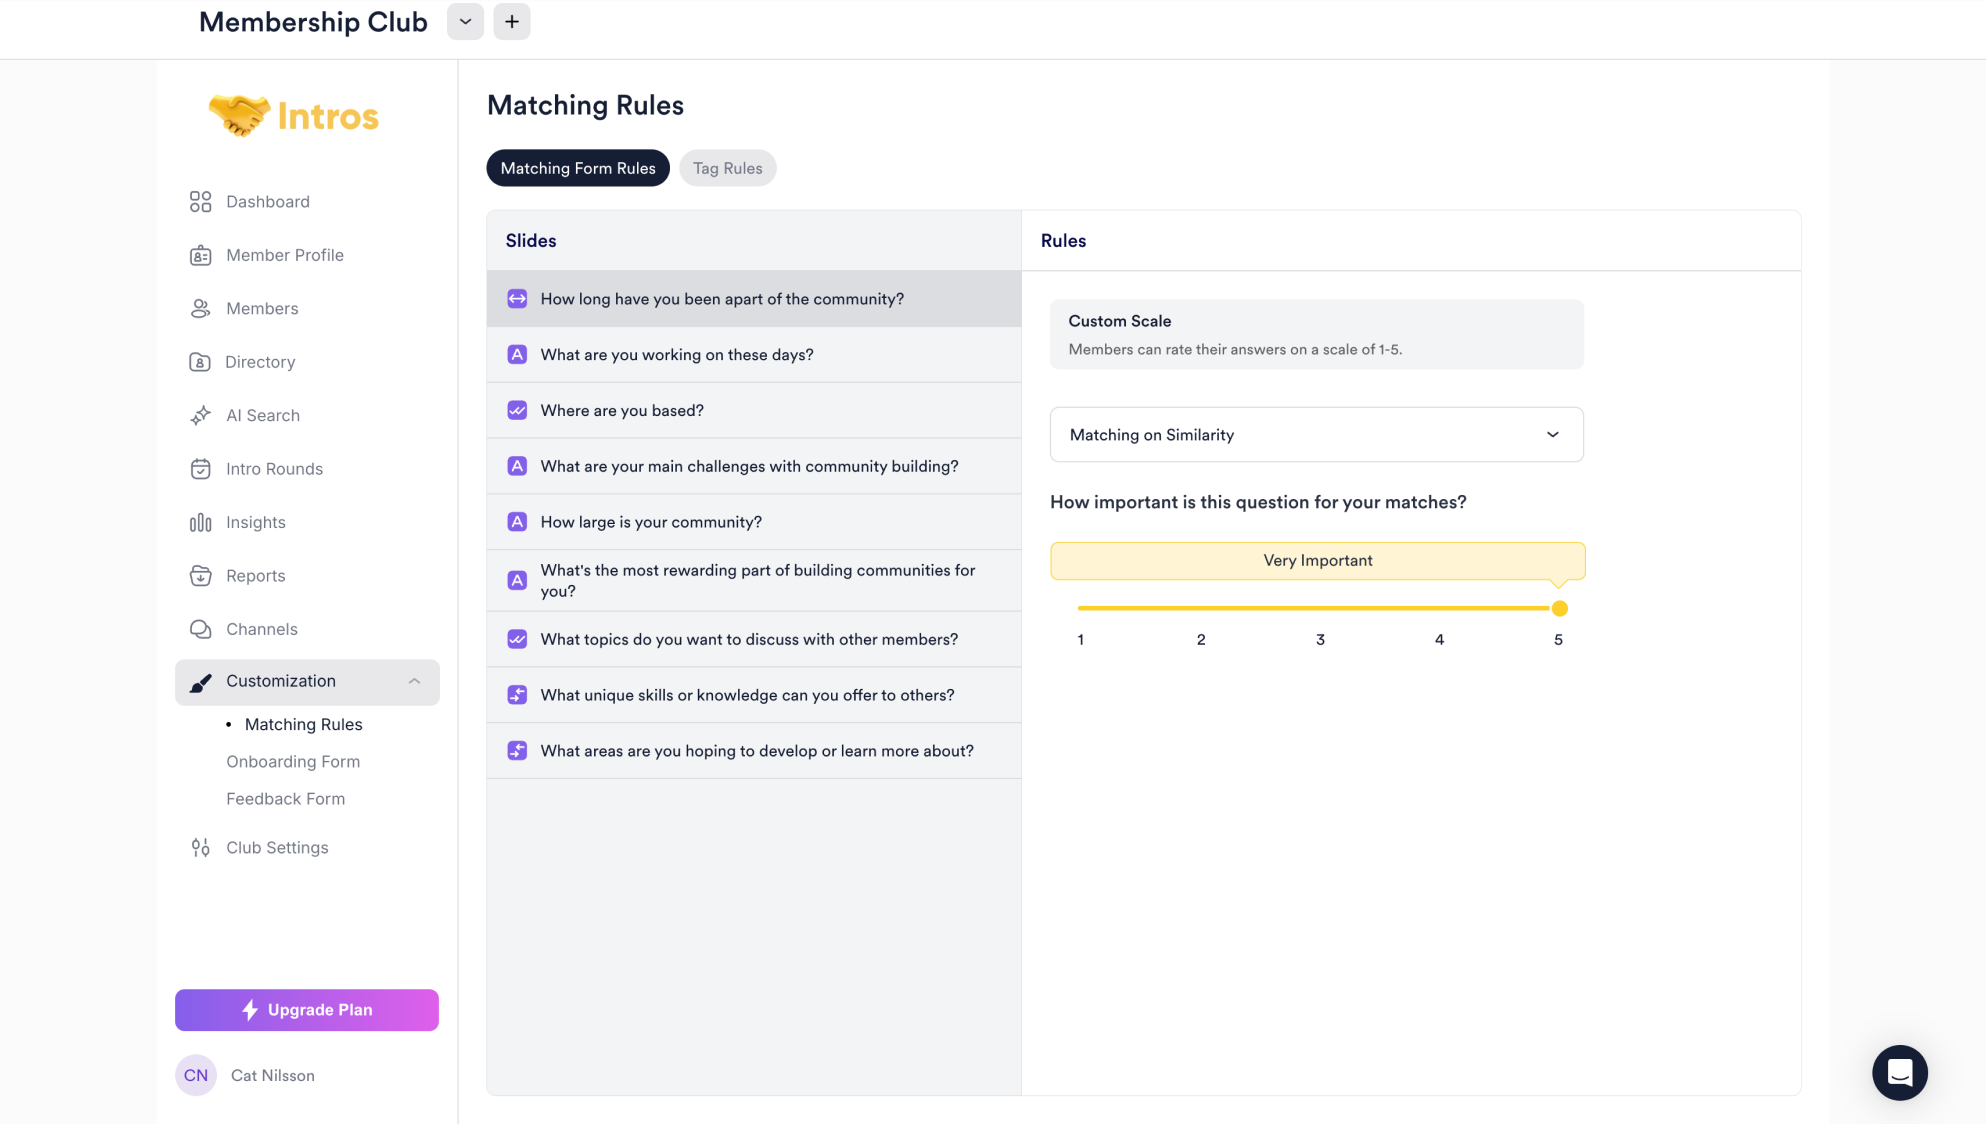 Membership Club
Intros
Dashboard
Member Profile
Members
Directory
AI Search
Intro Rounds
Insights
Reports
Channels
Customization
Matching Rules
Onboarding Form
Feedback Form
Club Settings
Upgrade Plan
CN
Cat Nilsson
Matching Rules
Matching Form Rules
Tag Rules
Slides
How long have you been apart of the community?
A
What are you working on these days?
Where are you based?
A
What are your main challenges with community building?
A
How large is your community?
A
What's the most rewarding part of building communities for
you?
What topics do you want to discuss with other members?
What unique skills or knowledge can you offer to others?
What areas are you hoping to develop or learn more about?
Rules
Custom Scale
Members can rate their answers on a scale of 1-5.
Matching on Similarity
How important is this question for your matches?
Very Important
1 2 3 4 5